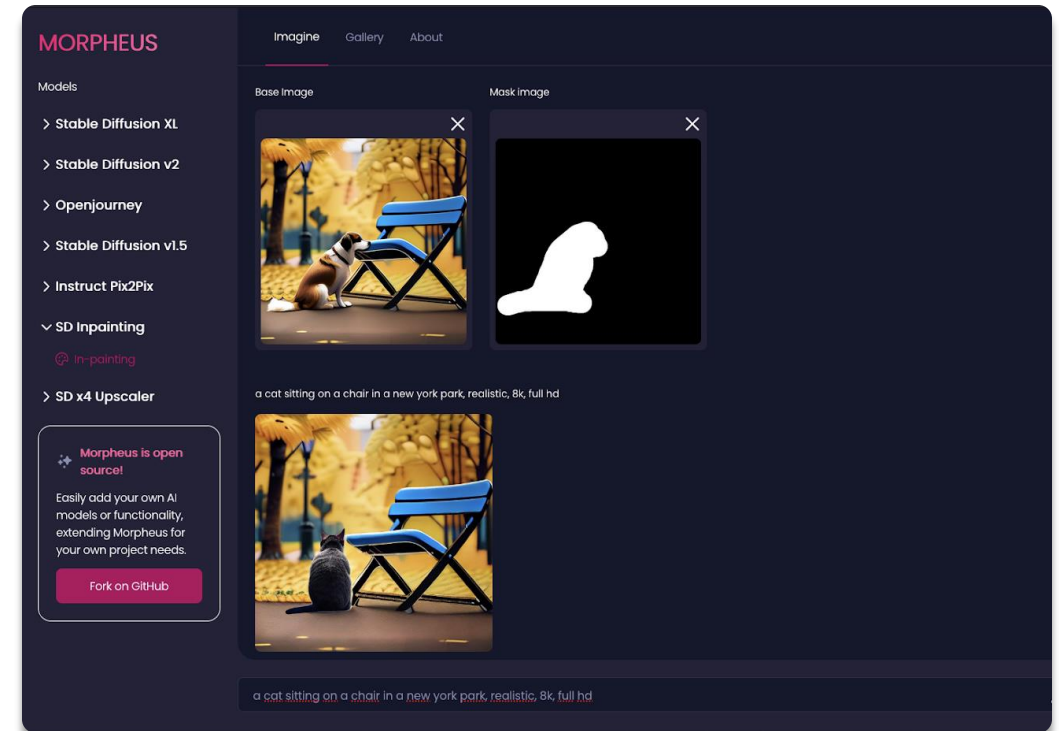 MORPHEUS
Models
Stable Diffusion XL
Stable Diffusion v2
Openjourney
Stable Diffusion v1.5
Instruct Pix2Pix
SD Inpainting
In-painting
SD x4 Upscaler
Morpheus is open
source!
Easily add your own AI
models or functionality,
extending Morpheus for
your own project needs.
Fork on GitHub
Imagine Gallery About
Base Image Mask image
a cat sitting on a chair in a new york park, realistic, 8k, full hd
a cat sitting on a chair in a new york park, realistic, 8k, full hd